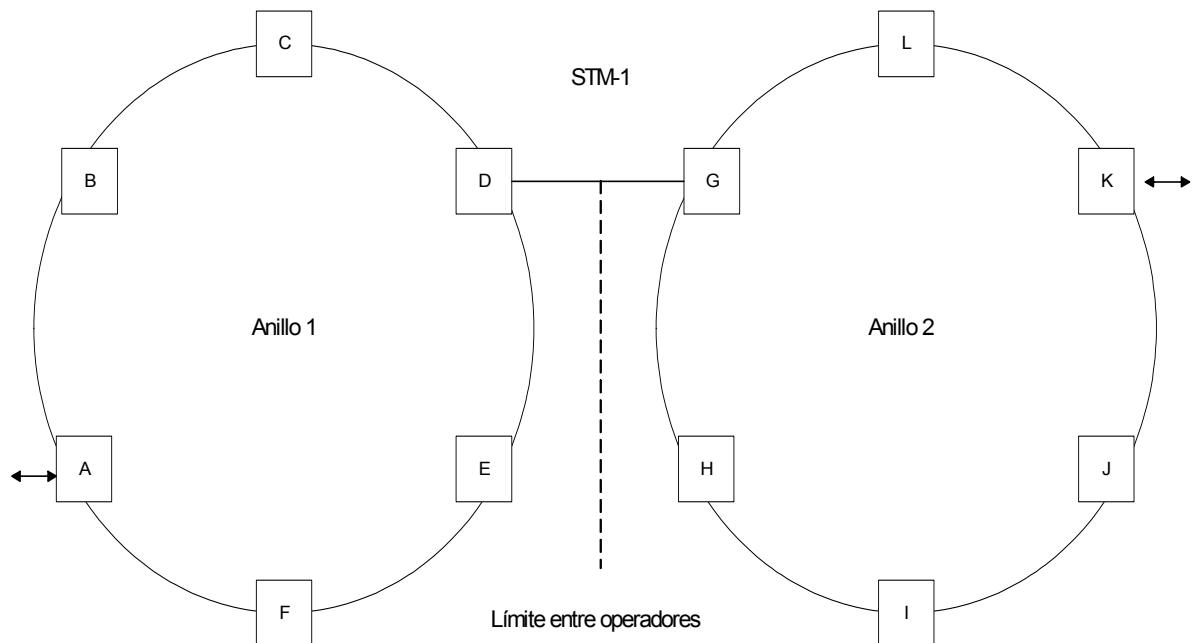 C
L
STM-1
B
D
G
K
Anillo 1
Anillo 2
A
E
H
J
F
I
Límite entre operadores